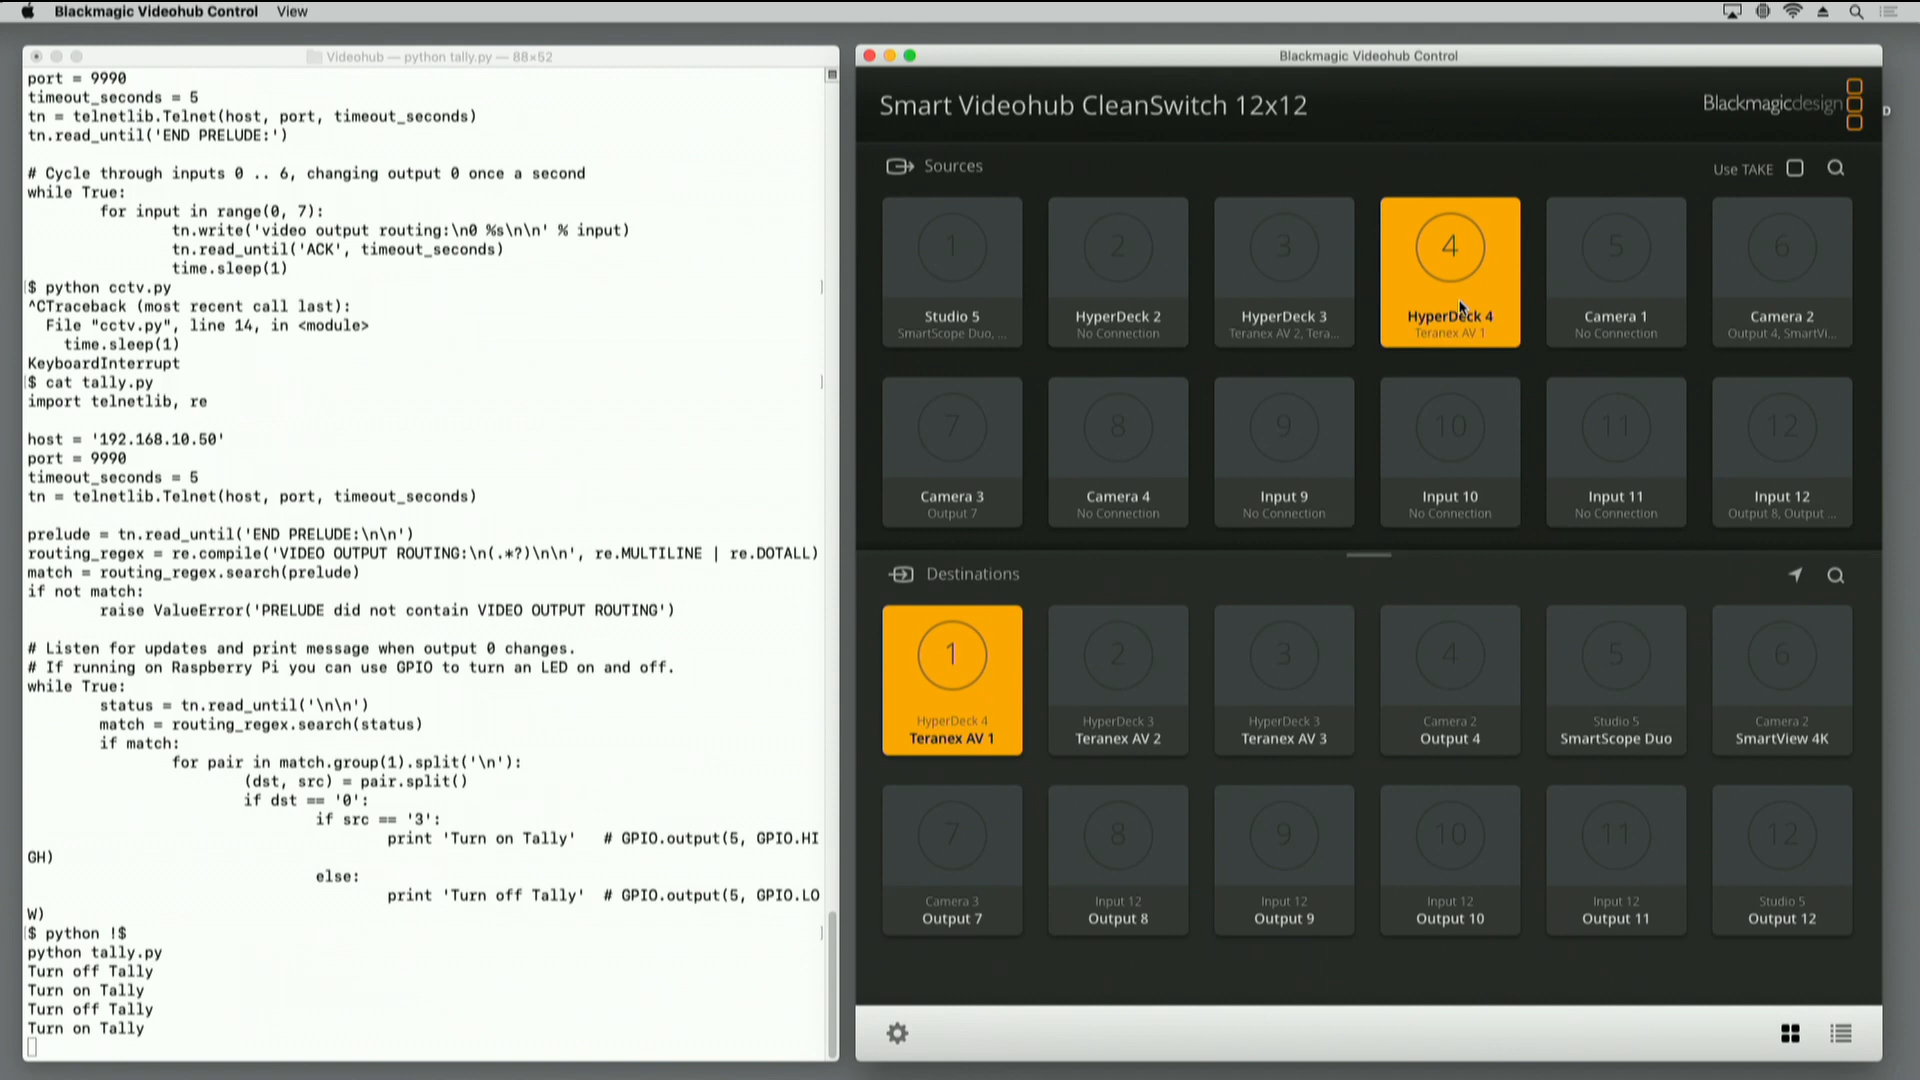 Blackmagic Videohub Control View
Videohub — python tally.py — 88×52
port = 9990
timeout_seconds = 5
tn = telnetlib.Telnet(host, port, timeout_seconds)
tn.read_until('END PRELUDE:')
# Cycle through inputs 0 .. 6, changing output 0 once a second
while True:
for input in range(0, 7):
tn.write('video output routing:\n0 %s\n\n' % input)
tn.read_until('ACK', timeout_seconds)
time.sleep(1)
$ python cctv.py
^CTraceback (most recent call last):
File "cctv.py", line 14, in <module>
time.sleep(1)
KeyboardInterrupt
$ cat tally.py
import telnetlib, re
host = '192.168.10.50'
port = 9990
timeout_seconds = 5
tn = telnetlib.Telnet(host, port, timeout_seconds)
prelude = tn.read_until('END PRELUDE:\n\n')
routing_regex = re.compile('VIDEO OUTPUT ROUTING:\n(.*?)\n\n', re.MULTILINE | re.DOTALL)
match = routing_regex.search(prelude)
if not match:
raise ValueError('PRELUDE did not contain VIDEO OUTPUT ROUTING')
# Listen for updates and print message when output 0 changes.
# If running on Raspberry Pi you can use GPIO to turn an LED on and off.
while True:
status = tn.read_until('\n\n')
match = routing_regex.search(status)
if match:
for pair in match.group(1).split('\n'):
(dst, src) = pair.split()
if dst == '0':
if src == '3':
print 'Turn on Tally' # GPIO.output(5, GPIO.HI
GH)
else:
print 'Turn off Tally' # GPIO.output(5, GPIO.LO
W)
$ python !$
python tally.py
Turn off Tally
Turn on Tally
Turn off Tally
Turn on Tally
Blackmagic Videohub Control
Smart Videohub CleanSwitch 12x12
Blackmagicdesign
Sources
Use TAKE
1 2 3 4 5 6
Studio 5 HyperDeck 2 HyperDeck 3 HyperDeck 4 Camera 1 Camera 2
SmartScope Duo, ... No Connection Teranex AV 2, Tera... Teranex AV 1 No Connection Output 4, SmartVi...
7 8 9 10 11 12
Camera 3 Camera 4 Input 9 Input 10 Input 11 Input 12
Output 7 No Connection No Connection No Connection No Connection Output 8, Output ...
Destinations
1 2 3 4 5 6
HyperDeck 4 HyperDeck 3 HyperDeck 3 Camera 2 Studio 5 Camera 2
Teranex AV 1 Teranex AV 2 Teranex AV 3 Output 4 SmartScope Duo SmartView 4K
7 8 9 10 11 12
Camera 3 Input 12 Input 12 Input 12 Input 12 Studio 5
Output 7 Output 8 Output 9 Output 10 Output 11 Output 12